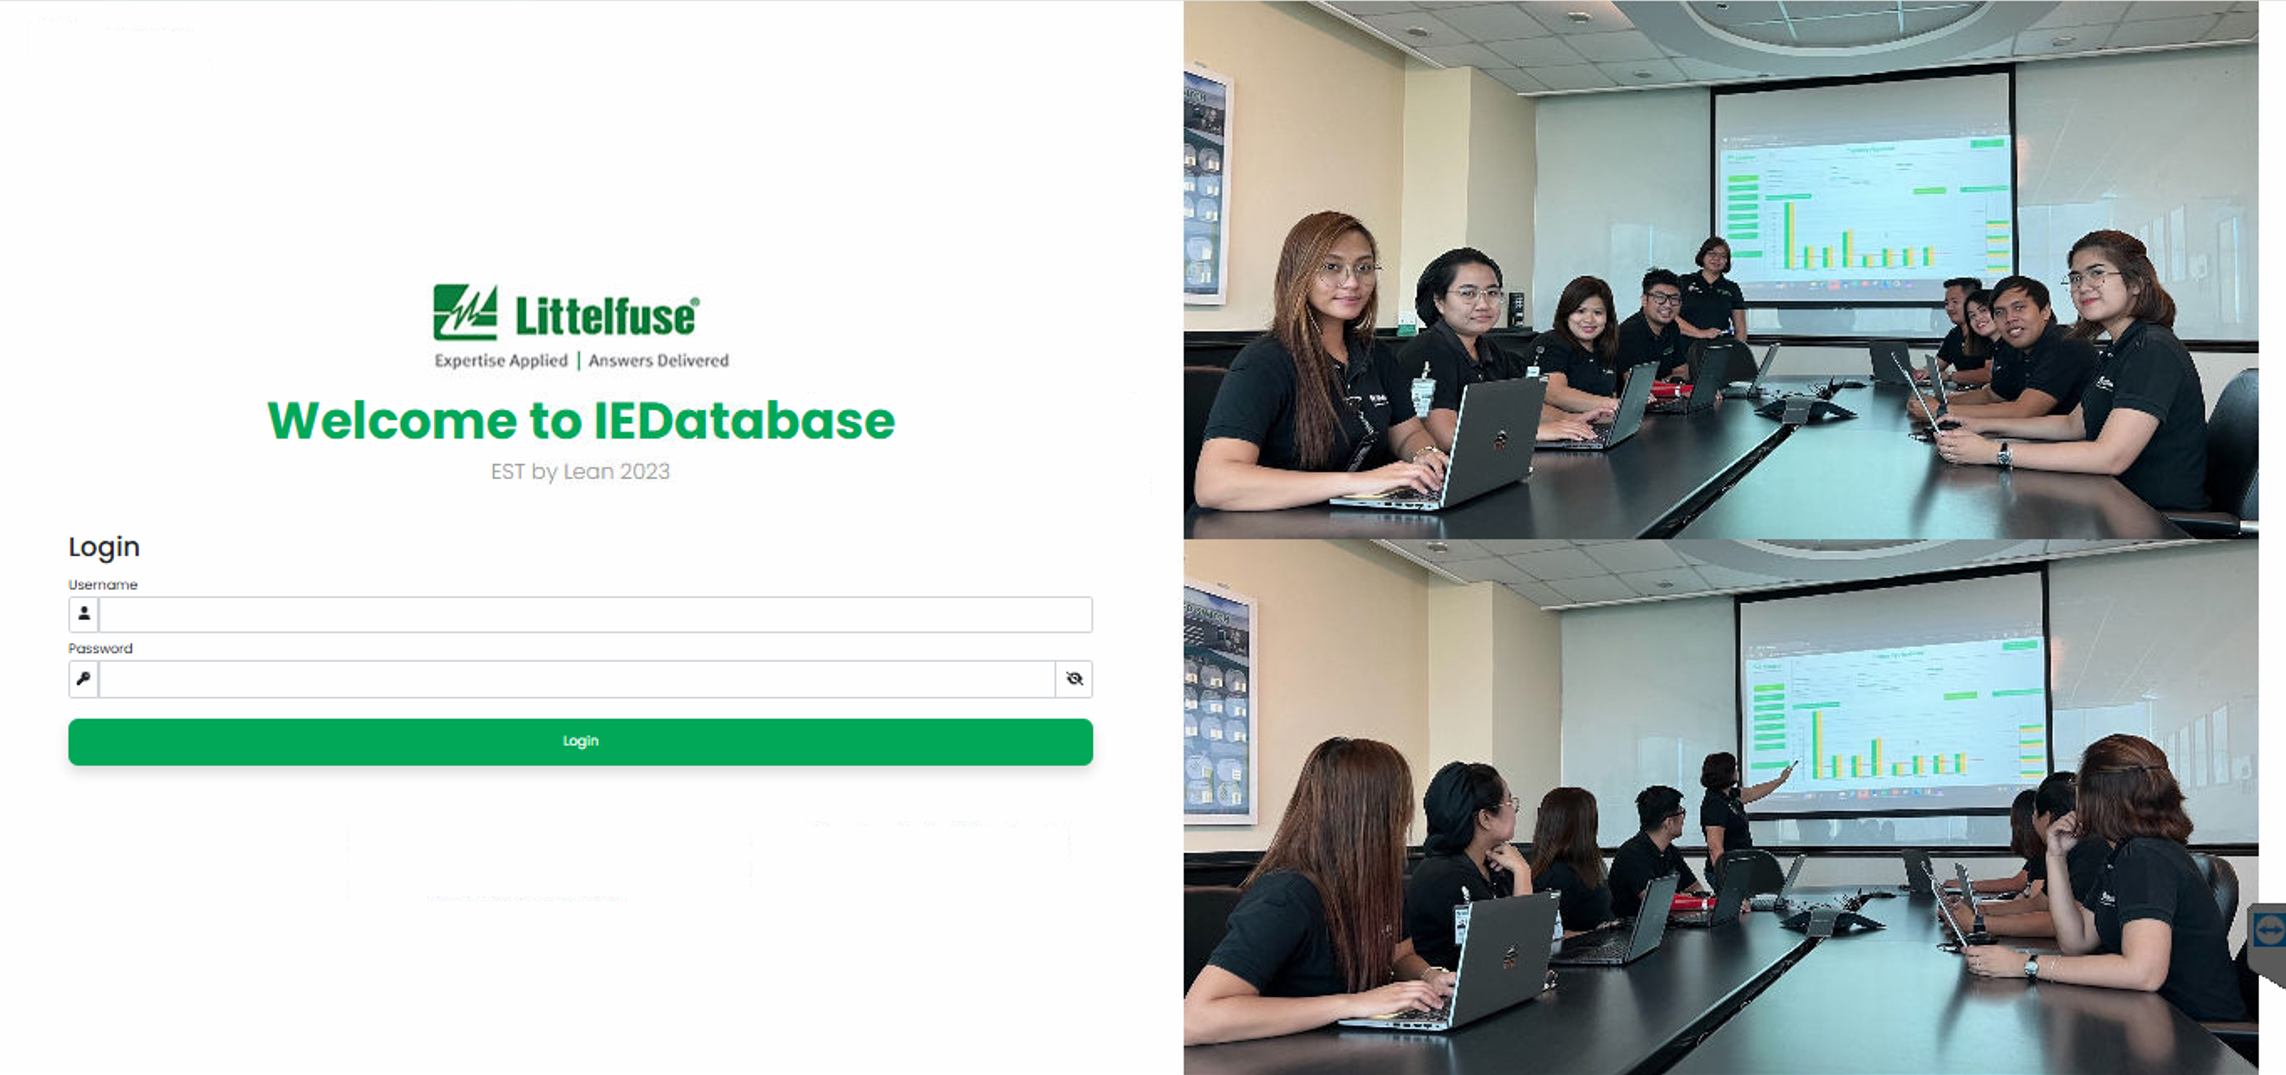 Littelfuse®
Expertise Applied | Answers Delivered
Welcome to IEDatabase
EST by Lean 2023
Login
Username
Password
Login